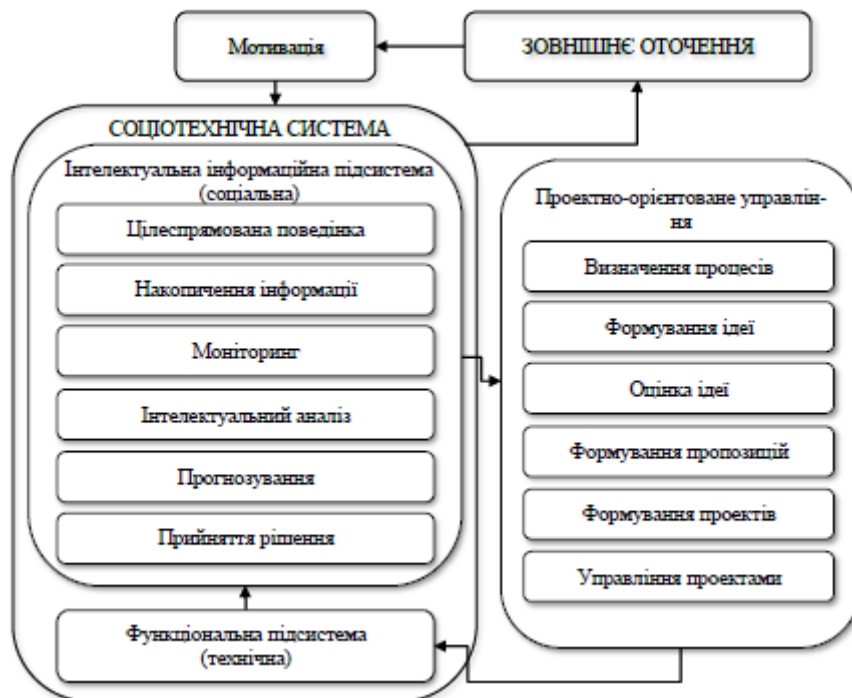 Мотивація
ЗОВНІШНЄ ОТОЧЕННЯ
СОЦІОТЕХНІЧНА СИСТЕМА
Інтелектуальна інформаційна підсистема
(соціальна)
Цілеспрямована поведінка
Накопичення інформації
Моніторинг
Інтелектуальний аналіз
Прогнозування
Прийняття рішення
Функціональна підсистема
(технічна)
Проектно-орієнтоване управлін-
ня
Визначення процесів
Формування ідеї
Оцінка ідеї
Формування пропозицій
Формування проектів
Управління проектами